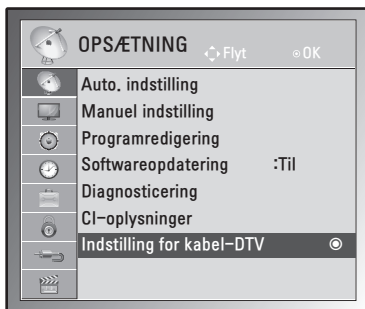 OPSÆTNING Flyt OK
Auto. indstilling
Manuel indstilling
Programredigering
Softwareopdatering :Til
Diagnosticering
CI-oplysninger
Indstilling for kabel-DTV